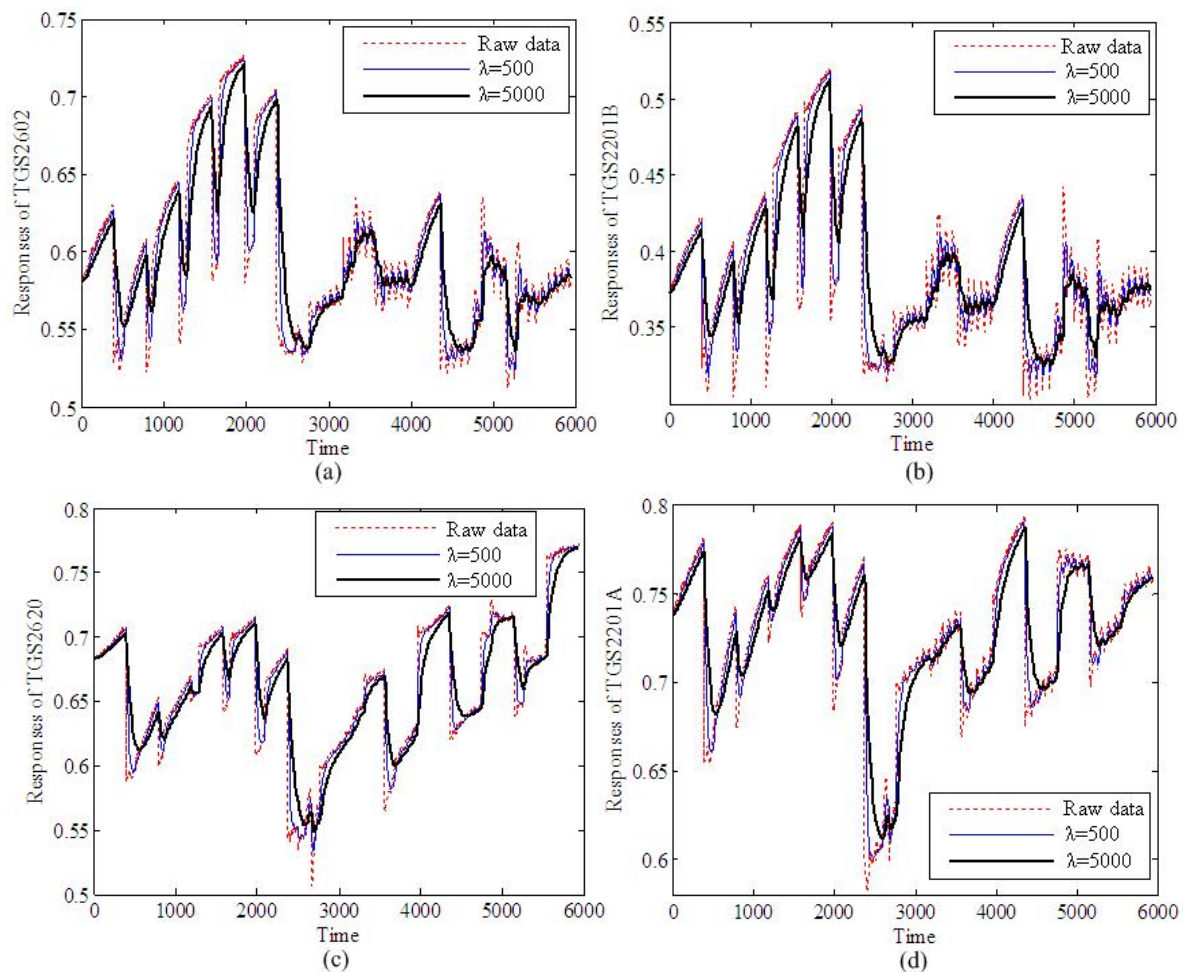 0.75
0.7
0.65
0.6
0.55
0.5
Responses of TGS2602
Raw data
λ=500
λ=5000
0 1000 2000 3000 4000 5000 6000
Time
(a)
0.55
0.5
0.45
0.4
0.35
Responses of TGS2201B
Raw data
λ=500
λ=5000
0 1000 2000 3000 4000 5000 6000
Time
(b)
0.8
0.75
0.7
0.65
0.6
0.55
0.5
Responses of TGS2620
Raw data
λ=500
λ=5000
0 1000 2000 3000 4000 5000 6000
Time
(c)
0.8
0.75
0.7
0.65
0.6
Responses of TGS2201A
Raw data
λ=500
λ=5000
0 1000 2000 3000 4000 5000 6000
Time
(d)